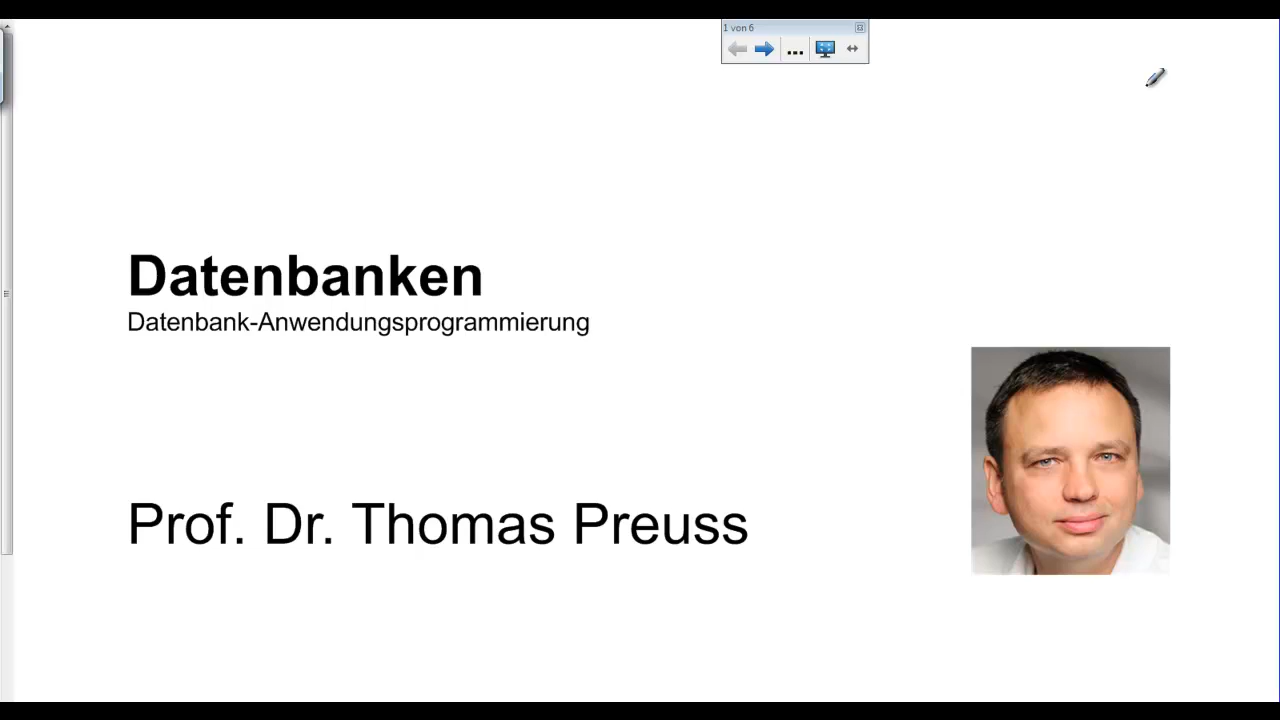 1 von 6
Datenbanken
Datenbank-Anwendungsprogrammierung
Prof. Dr. Thomas Preuss